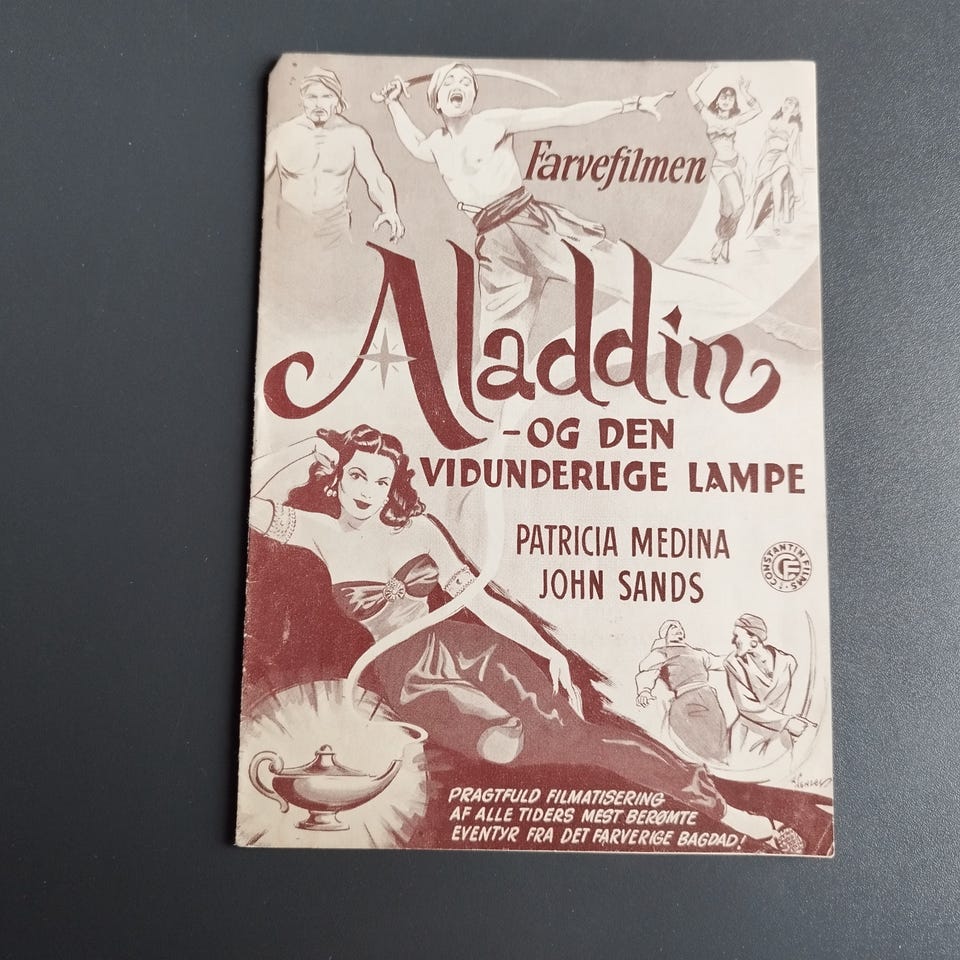 Farvefilmen
Aladdin
- OG DEN
VIDUNDERLIGE LAMPE
PATRICIA MEDINA
JOHN SANDS
CONSTANTIN FILMS
CF
PRAGTFULD FILMATISERING
AF ALLE TIDERS MEST BERØMTE
EVENTYR FRA DET FARVERIGE BAGDAD!